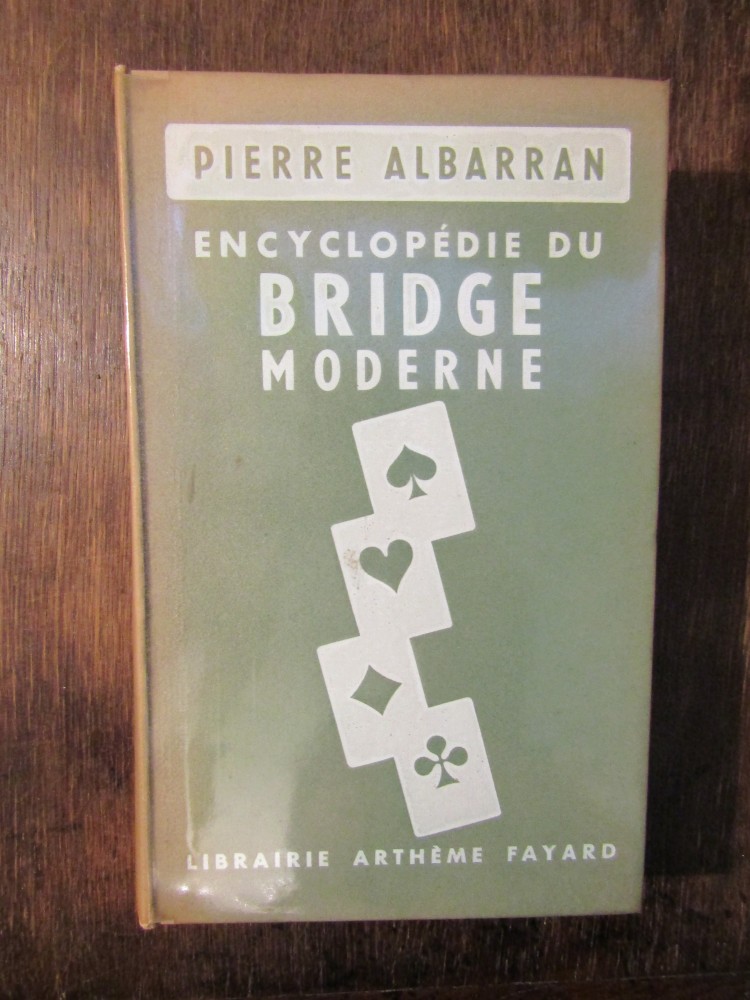 PIERRE ALBARRAN
ENCYCLOPÉDIE DU
BRIDGE
MODERNE
LIBRAIRIE ARTHÈME FAYARD